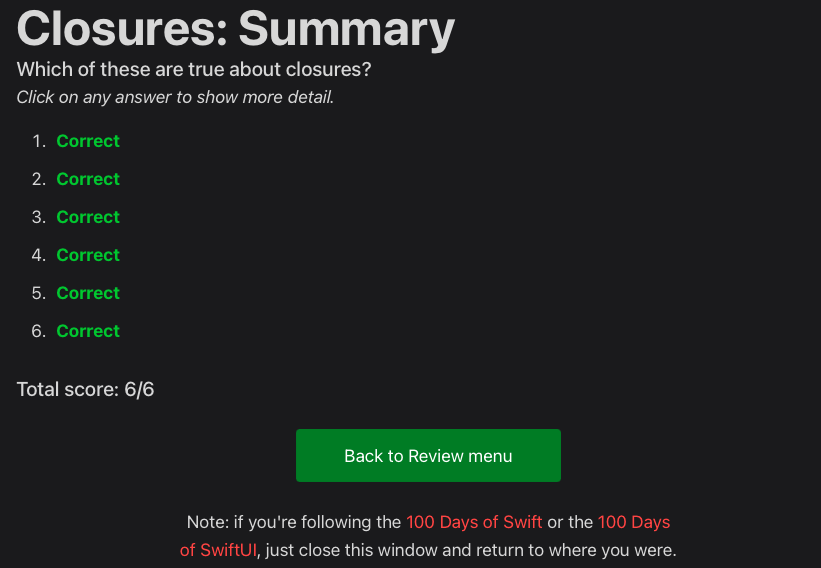 Closures: Summary
Which of these are true about closures?
Click on any answer to show more detail.
1. Correct
2. Correct
3. Correct
4. Correct
5. Correct
6. Correct
Total score: 6/6
Back to Review menu
Note: if you're following the 100 Days of Swift or the 100 Days
of SwiftUI, just close this window and return to where you were.